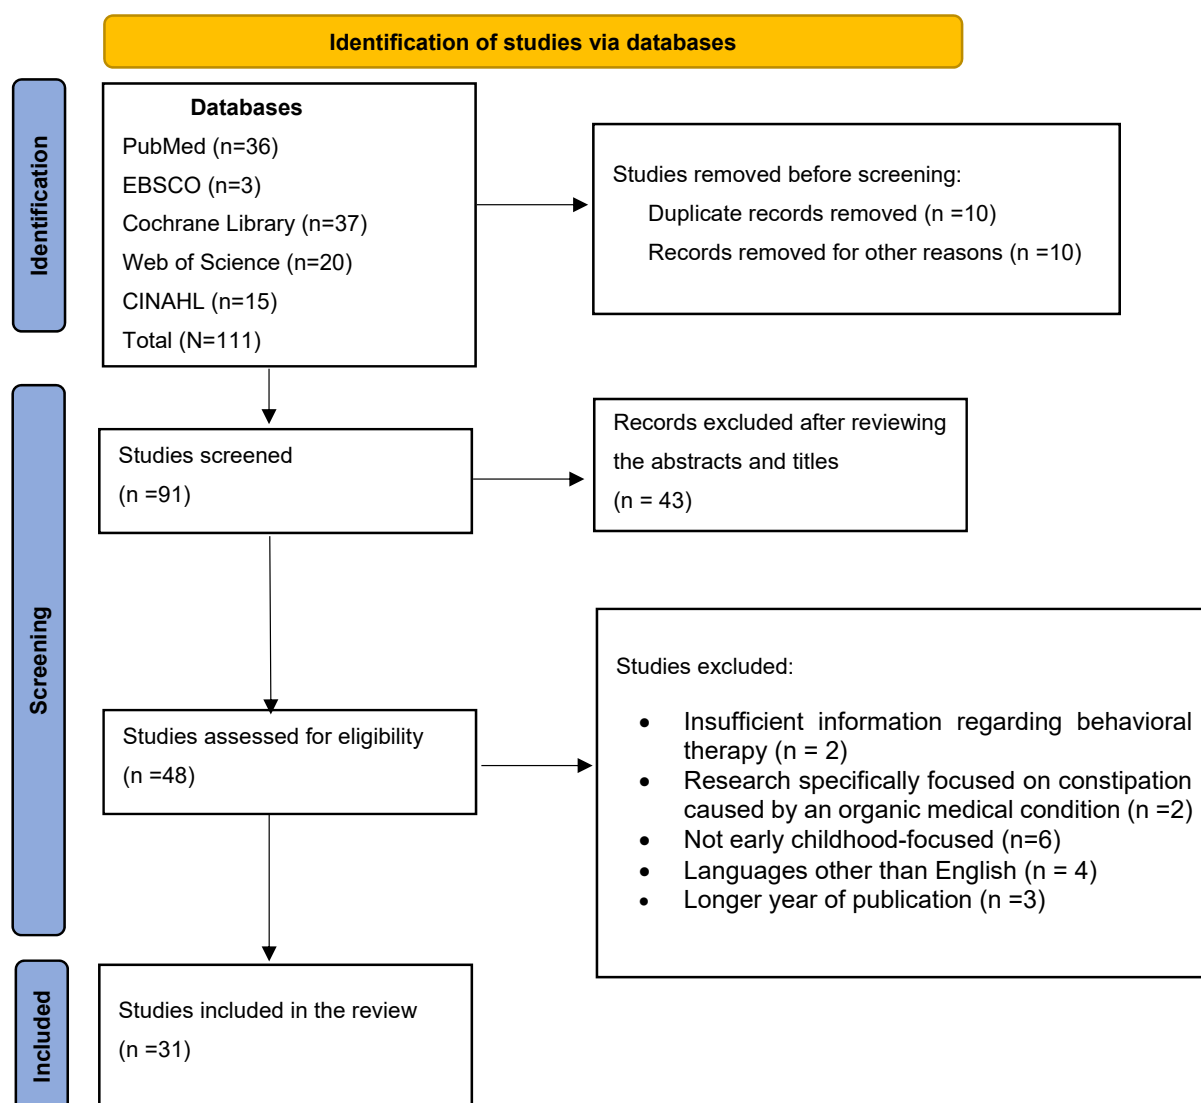 Identification of studies via databases
Identification
Databases
PubMed (n=36)
EBSCO (n=3)
Cochrane Library (n=37)
Web of Science (n=20)
CINAHL (n=15)
Total (N=111)
Studies removed before screening:
Duplicate records removed (n =10)
Records removed for other reasons (n =10)
Screening
Studies screened
(n =91)
Records excluded after reviewing
the abstracts and titles
(n = 43)
Studies assessed for eligibility
(n =48)
Studies excluded:
• Insufficient information regarding behavioral
therapy (n = 2)
• Research specifically focused on constipation
caused by an organic medical condition (n =2)
• Not early childhood-focused (n=6)
• Languages other than English (n = 4)
• Longer year of publication (n =3)
Included
Studies included in the review
(n =31)